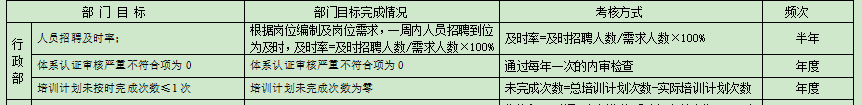 部 门 目 标 部门目标完成情况 考核方式 频次
行政部
人员招聘及时率； 根据岗位编制及岗位需求，一周内人员招聘到位为及时，及时率=及时招聘人数/需求人数×100% 及时率=及时招聘人数/需求人数×100% 半年
体系认证审核严重不符合项为 0 体系认证审核严重不符合项为 0 通过每年一次的内审检查 年度
培训计划未按时完成次数≤1 次 培训计划未完成次数为零 未完成次数=总培训计划次数-实际培训计划次数 年度